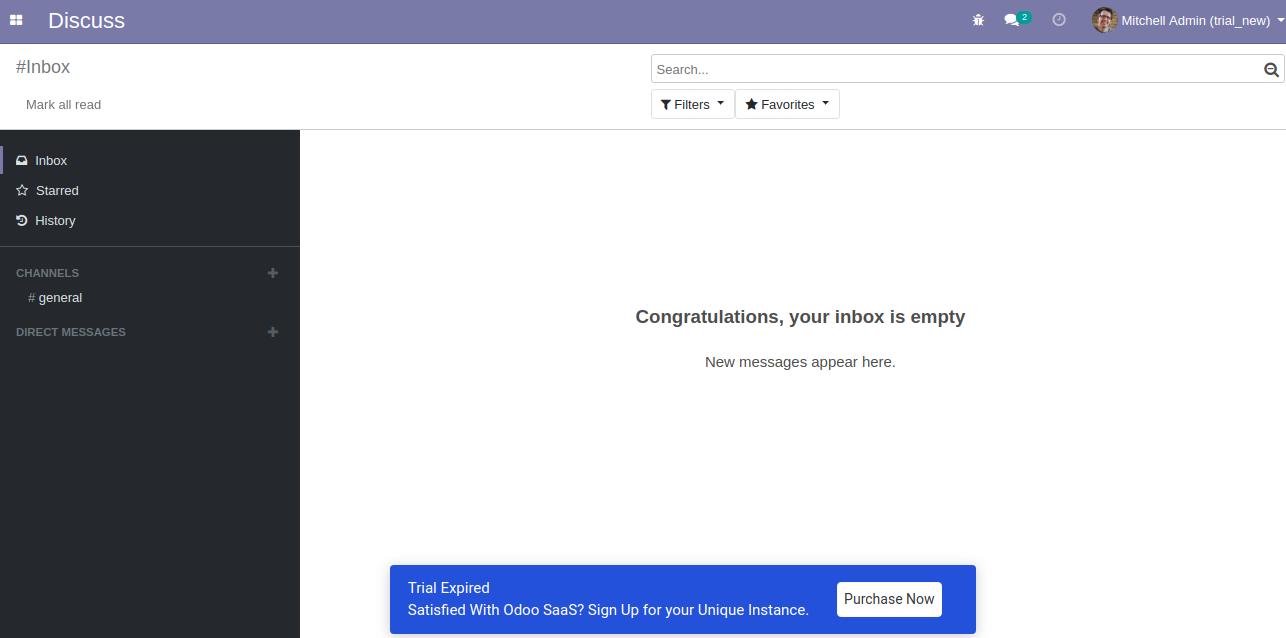 Discuss
2
Mitchell Admin (trial_new)
#Inbox
Search...
Mark all read
Filters
Favorites
Inbox
Starred
History
CHANNELS
# general
DIRECT MESSAGES
Congratulations, your inbox is empty
New messages appear here.
Trial Expired
Satisfied With Odoo SaaS? Sign Up for your Unique Instance.
Purchase Now